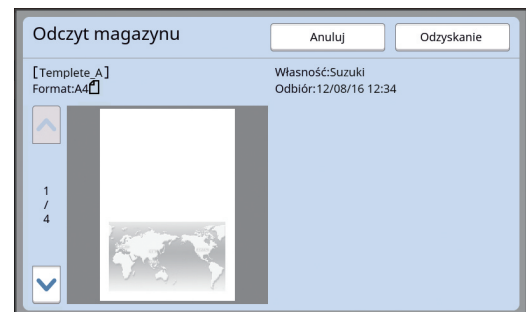 Odczyt magazynu
Anuluj
Odzyskanie
[Templete_A]
Format:A4
Własność:Suzuki
Odbiór:12/08/16 12:34
1
/
4